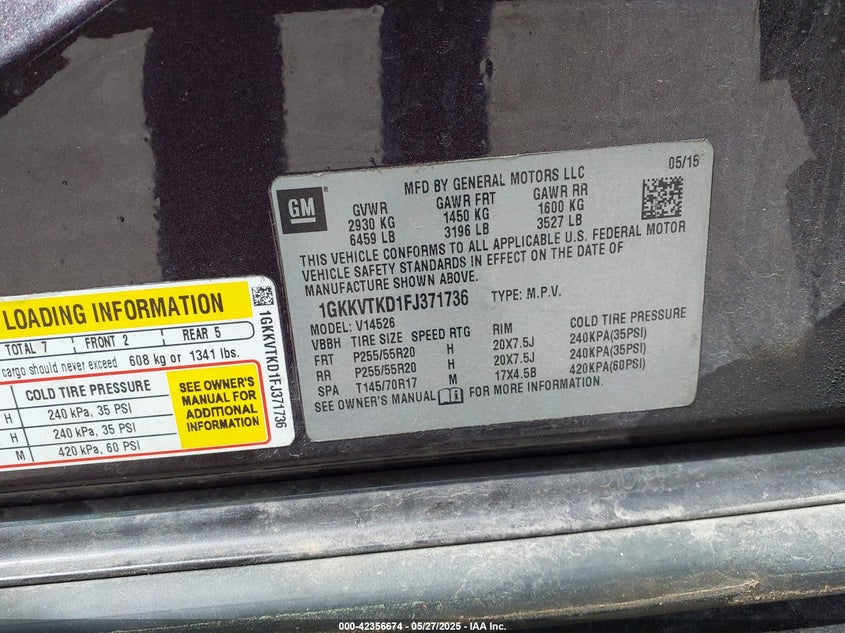 MFD BY GENERAL MOTORS LLC 05/15
GM
GVWR GAWR FRT GAWR RR
2930 KG 1450 KG 1600 KG
6459 LB 3196 LB 3527 LB
THIS VEHICLE CONFORMS TO ALL APPLICABLE U.S. FEDERAL MOTOR
VEHICLE SAFETY STANDARDS IN EFFECT ON THE DATE OF
MANUFACTURE SHOWN ABOVE.
1GKKVTKD1FJ371736 TYPE: M.P.V.
MODEL: V14526
VBBH TIRE SIZE SPEED RTG RIM COLD TIRE PRESSURE
FRT P255/55R20 H 20X7.5J 240KPA(35PSI)
RR P255/55R20 H 20X7.5J 240KPA(35PSI)
SPA T145/70R17 M 17X4.5B 420KPA(60PSI)
SEE OWNER'S MANUAL FOR MORE INFORMATION.
LOADING INFORMATION
TOTAL 7 FRONT 2 REAR 5
cargo should never exceed 608 kg or 1341 lbs.
COLD TIRE PRESSURE
H 240 kPa, 35 PSI
H 240 kPa, 35 PSI
M 420 kPa, 60 PSI
SEE OWNER'S
MANUAL FOR
ADDITIONAL
INFORMATION
1GKKVTKD1FJ371736
000-42356674 - 05/27/2025 - IAA Inc.